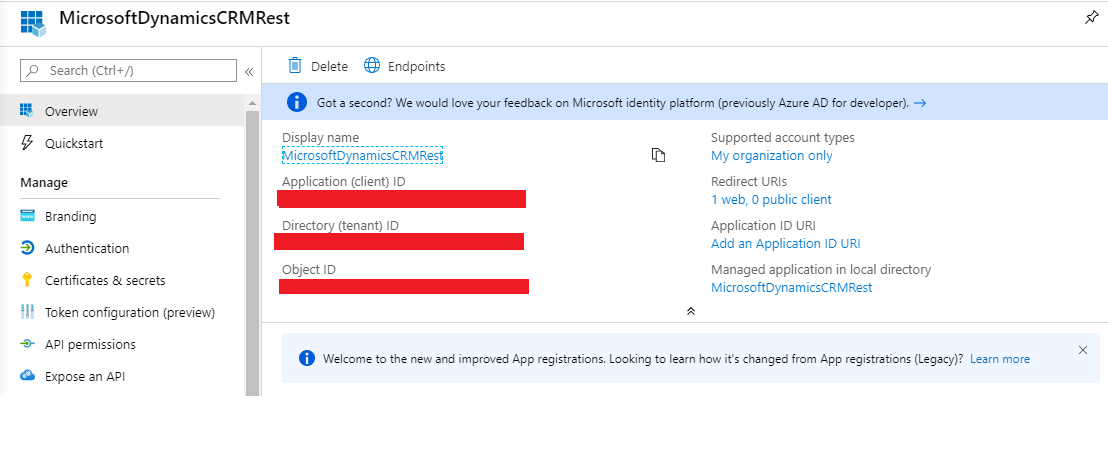 MicrosoftDynamicsCRMRest
Search (Ctrl+/)
«
Overview
Quickstart
Manage
Branding
Authentication
Certificates & secrets
Token configuration (preview)
API permissions
Expose an API
Delete
Endpoints
Got a second? We would love your feedback on Microsoft identity platform (previously Azure AD for developer). →
Display name
MicrosoftDynamicsCRMRest
Application (client) ID
Directory (tenant) ID
Object ID
Supported account types
My organization only
Redirect URIs
1 web, 0 public client
Application ID URI
Add an Application ID URI
Managed application in local directory
MicrosoftDynamicsCRMRest
Welcome to the new and improved App registrations. Looking to learn how it's changed from App registrations (Legacy)? Learn more